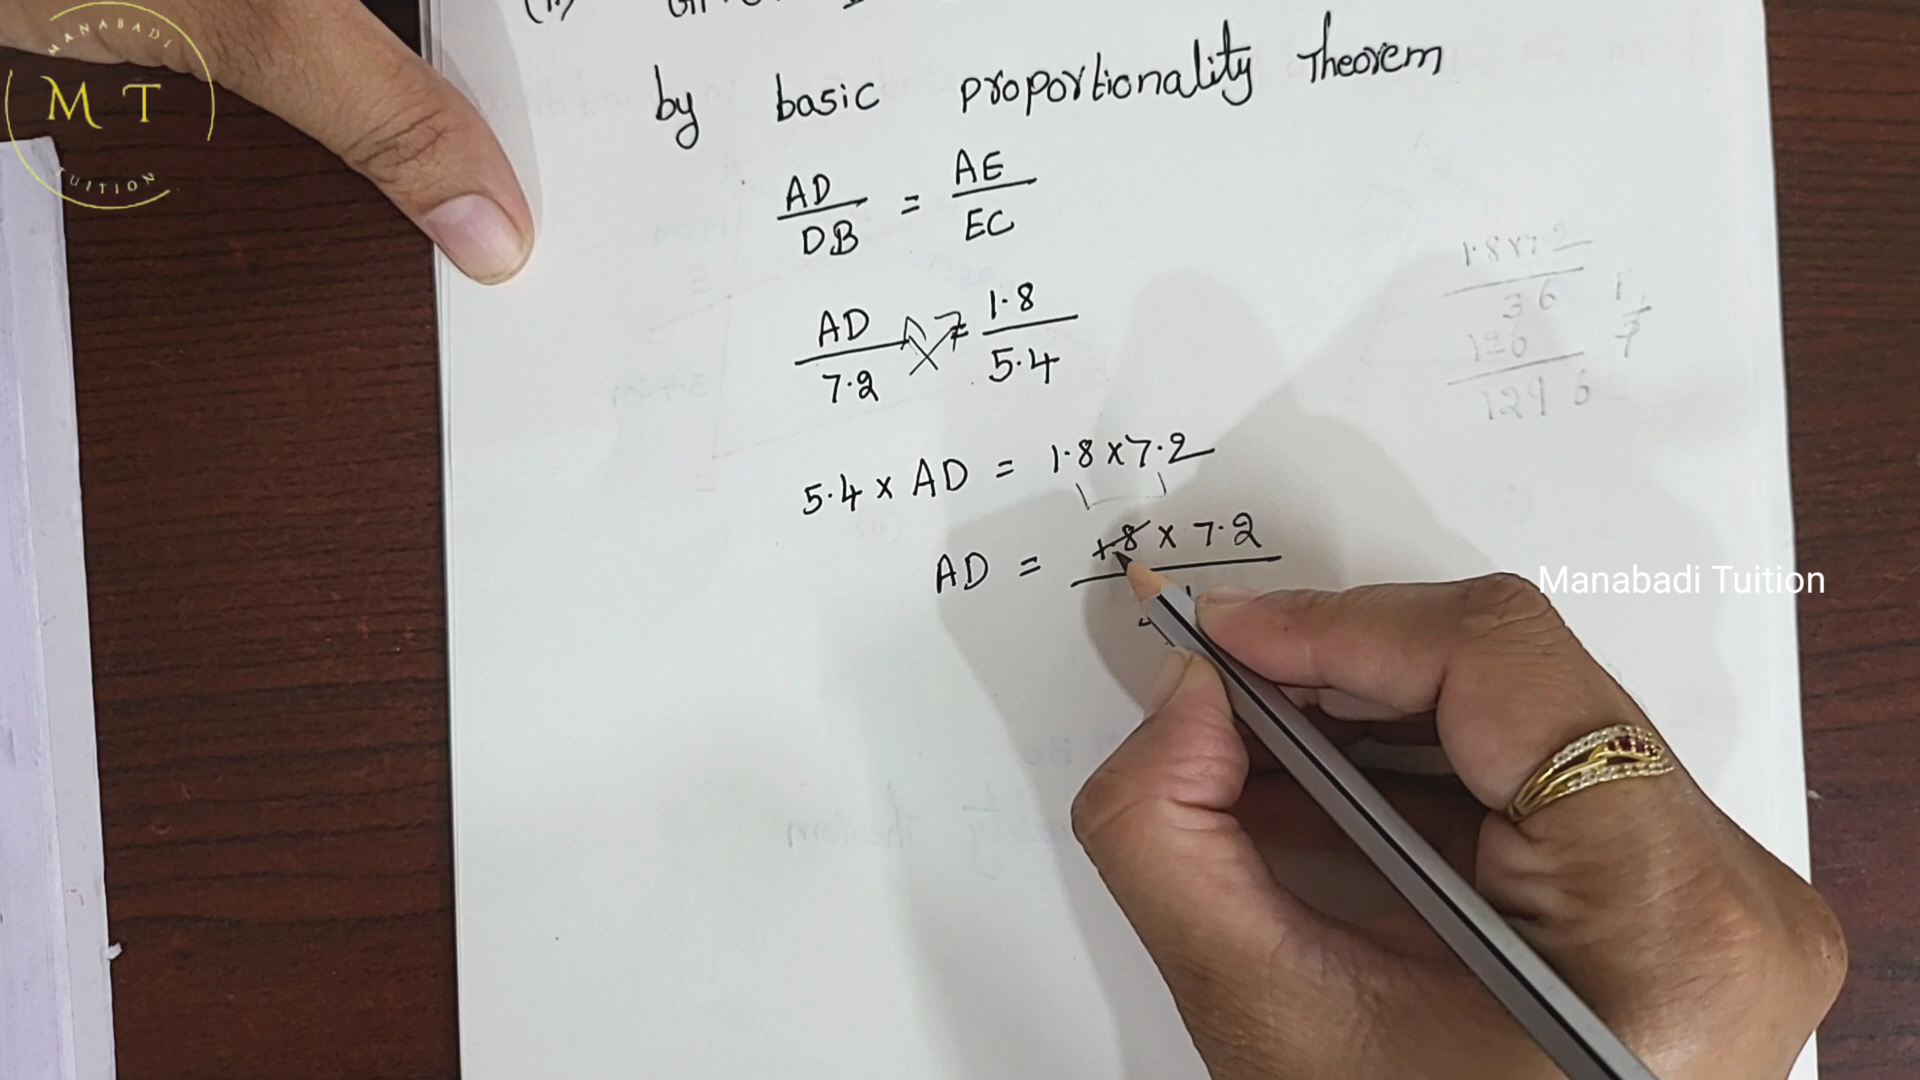 MANABADI
M T
TUITION
(ii)
by basic proportionality Theorem
AD/DB = AE/EC
AD/7.2 = 1.8/5.4
5.4 × AD = 1.8 × 7.2
AD = 1.8 × 7.2
1.8×7.2
36
126
1296
Manabadi Tuition